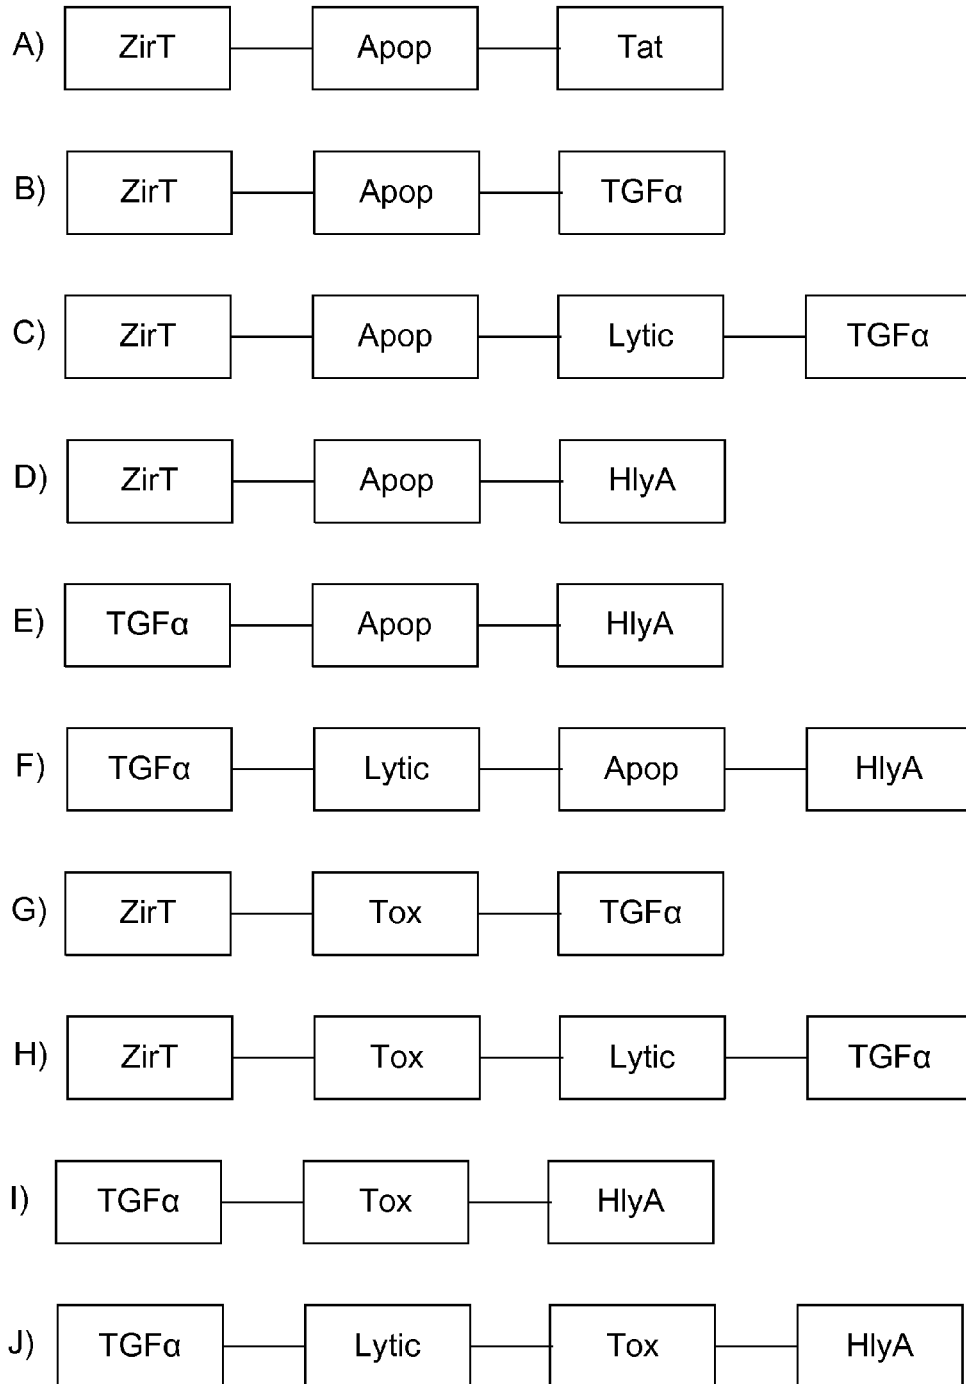 A) ZirT Apop Tat
B) ZirT Apop TGFα
C) ZirT Apop Lytic TGFα
D) ZirT Apop HlyA
E) TGFα Apop HlyA
F) TGFα Lytic Apop HlyA
G) ZirT Tox TGFα
H) ZirT Tox Lytic TGFα
I) TGFα Tox HlyA
J) TGFα Lytic Tox HlyA